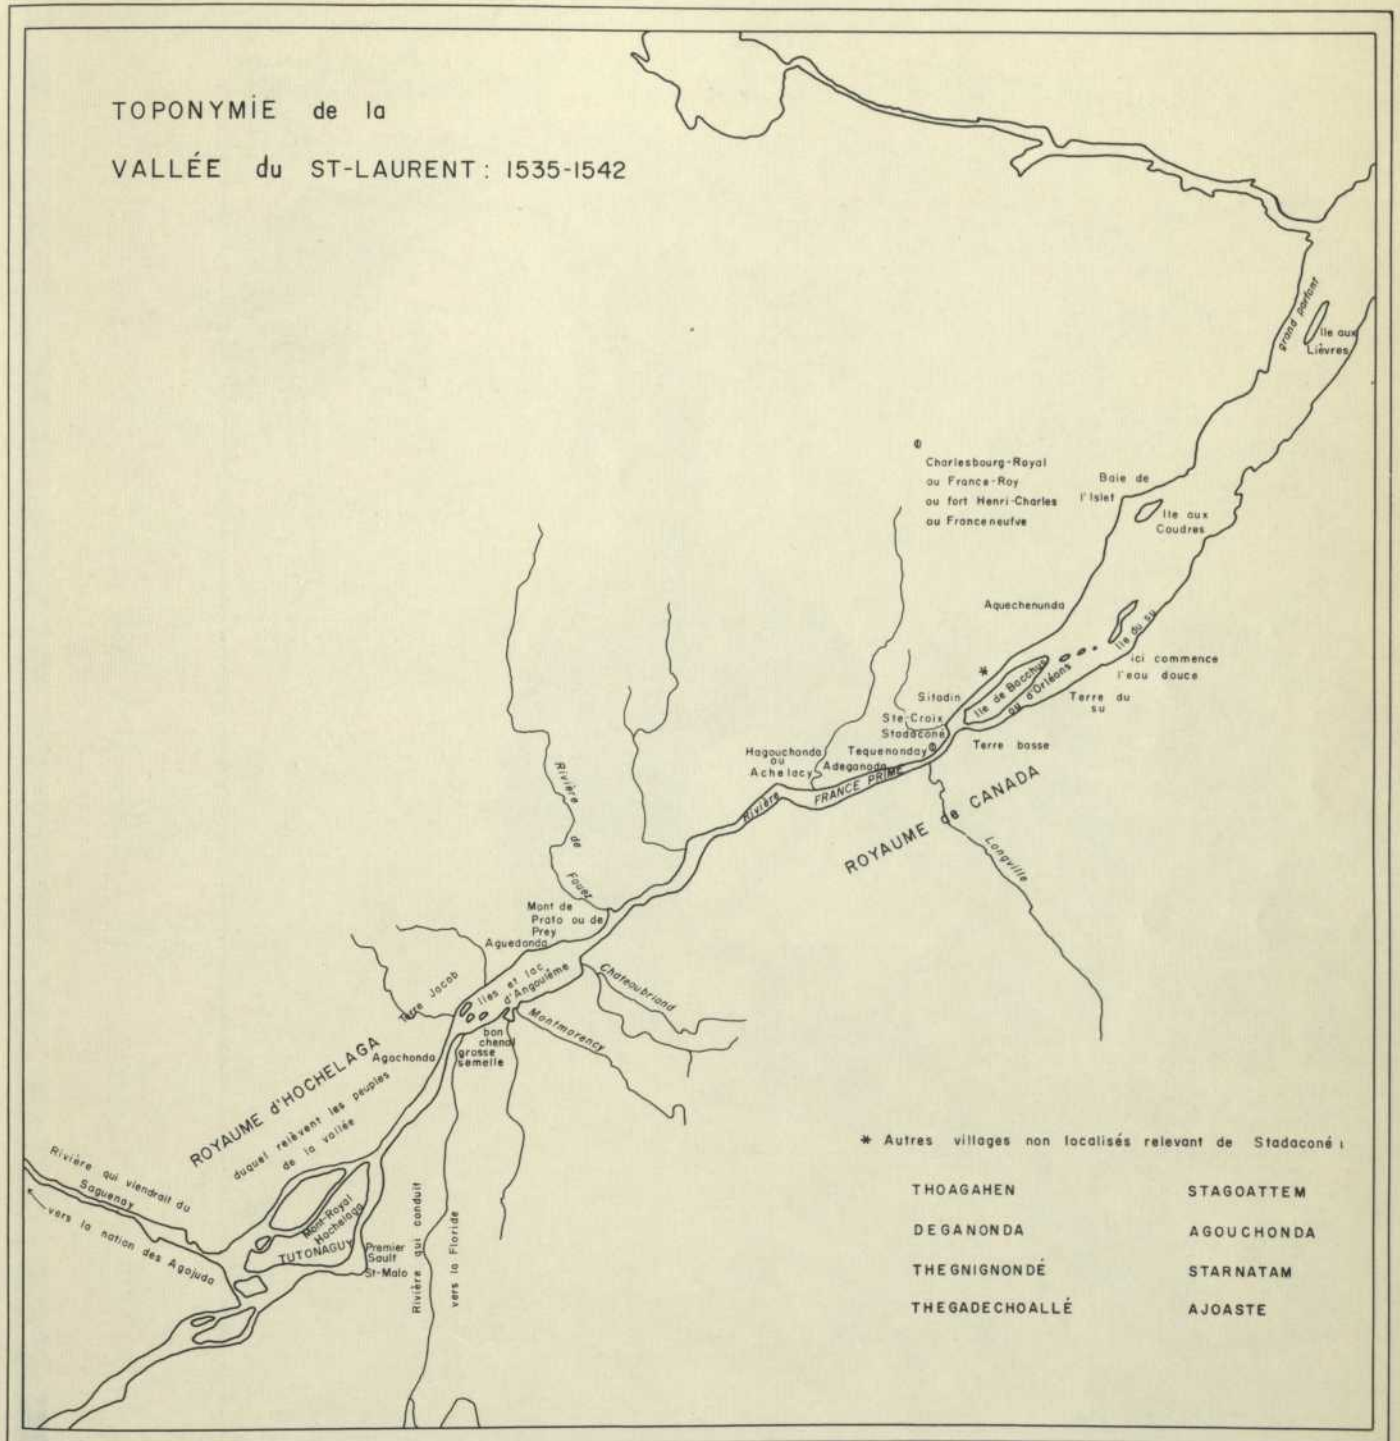 TOPONYMIE de la
VALLÉE du ST-LAURENT : 1535-1542
grand parfont
Ile aux
Lièvres
Charlesbourg-Royal
ou France-Roy
ou fort Henri-Charles
ou Franceneufve
Baie de
l'Islet
Ile aux
Coudres
Aquechenunda
Ile du su
ici commence
l'eau douce
*
Ile de Bacchus
ou d'Orléans
Terre du
su
Sitadin
Ste-Croix
Stadaconé
Tequenonday
Terre basse
Hagouchonda
ou
Achelacy
Adeganada
Rivière
FRANCE PRIME
ROYAUME de CANADA
Longville
Rivière de Fouez
Mont de
Prato ou de
Prey
Aguedonda
Iles et lac
d'Angoulême
Chateaubriand
Montmorency
Terre Jacob
bon
chenal
grosse
semelle
Agochonda
ROYAUME d'HOCHELAGA
duquel relèvent les peuples
de la vallée
Rivière qui viendrait du
Saguenay
vers la nation des Agojuda
Mont-Royal
Hochelaga
TUTONAGUY
Premier
Sault
St-Malo
Rivière qui conduit
vers la Floride
* Autres villages non localisés relevant de Stadaconé :
THOAGAHEN STAGOATTEM
DEGANONDA AGOUCHONDA
THEGNIGNONDÉ STARNATAM
THEGADECHOALLÉ AJOASTE